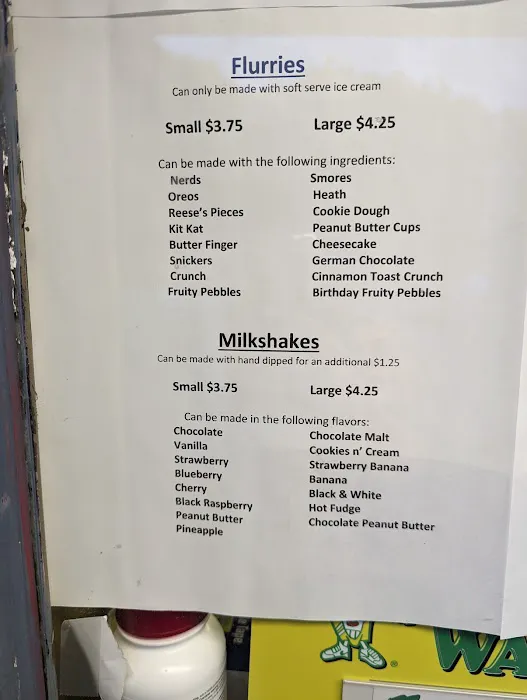 Flurries
Can only be made with soft serve ice cream
Small $3.75 Large $4.25
Can be made with the following ingredients:
Nerds Smores
Oreos Heath
Reese's Pieces Cookie Dough
Kit Kat Peanut Butter Cups
Butter Finger Cheesecake
Snickers German Chocolate
Crunch Cinnamon Toast Crunch
Fruity Pebbles Birthday Fruity Pebbles
Milkshakes
Can be made with hand dipped for an additional $1.25
Small $3.75 Large $4.25
Can be made in the following flavors:
Chocolate Chocolate Malt
Vanilla Cookies n' Cream
Strawberry Strawberry Banana
Blueberry Banana
Cherry Black & White
Black Raspberry Hot Fudge
Peanut Butter Chocolate Peanut Butter
Pineapple
WA